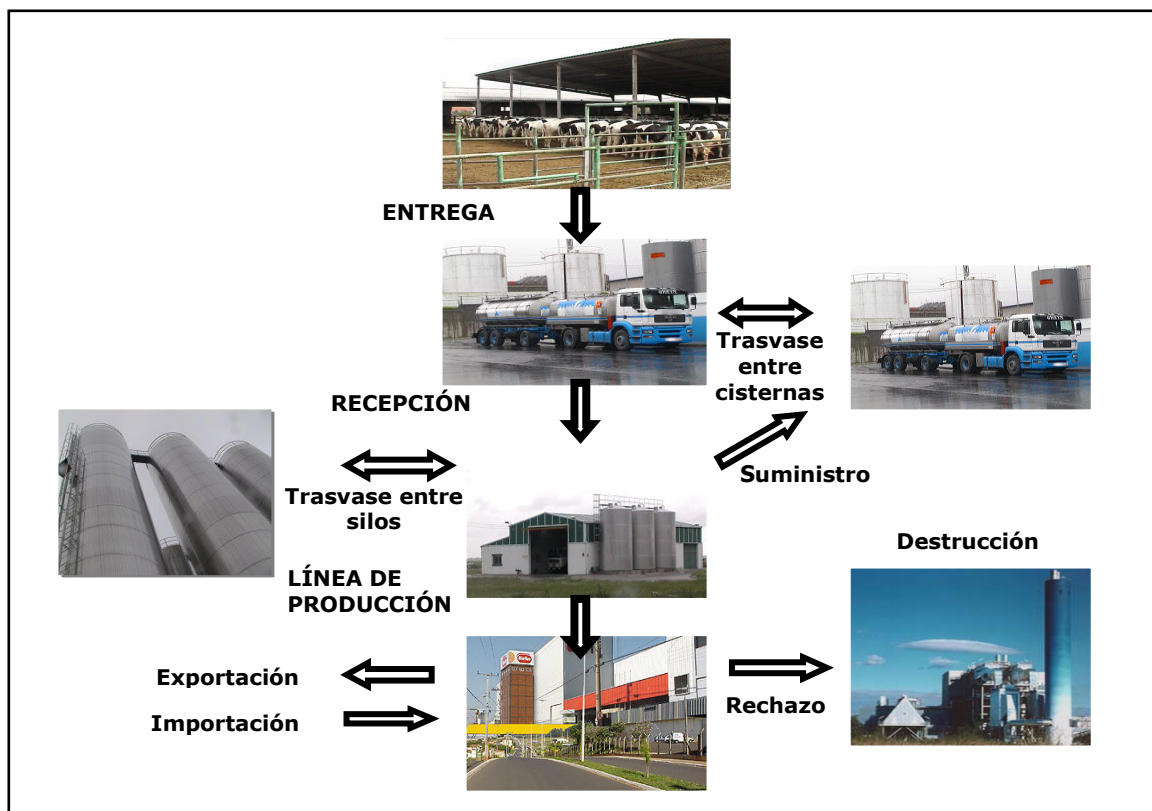 ENTREGA
Trasvase
entre
cisternas
RECEPCIÓN
Suministro
Trasvase entre
silos
Destrucción
LÍNEA DE
PRODUCCIÓN
Exportación
Rechazo
Importación